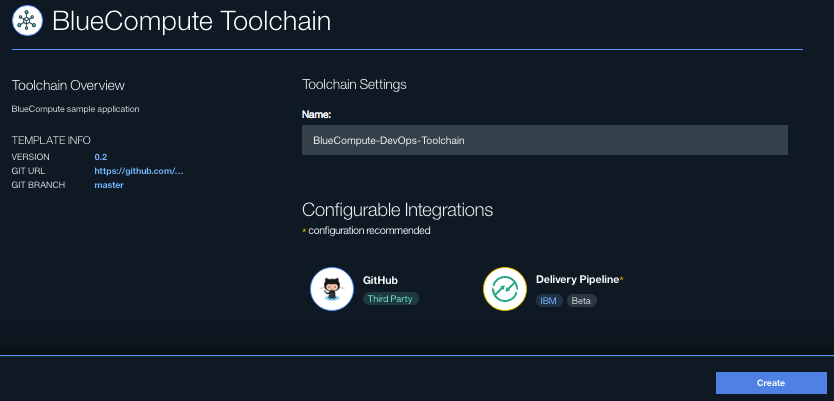 BlueCompute Toolchain
Toolchain Overview
BlueCompute sample application
TEMPLATE INFO
VERSION 0.2
GIT URL https://github.com/...
GIT BRANCH master
Toolchain Settings
Name:
BlueCompute-DevOps-Toolchain
Configurable Integrations
* configuration recommended
GitHub
Third Party
Delivery Pipeline*
IBM Beta
Create